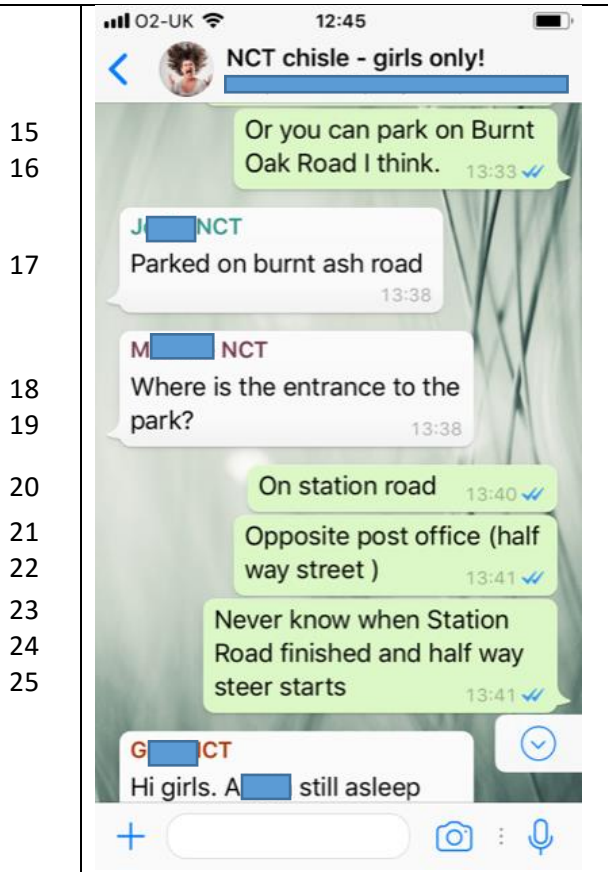 O2-UK 12:45
NCT chisle - girls only!
15 Or you can park on Burnt
16 Oak Road I think. 13:33
J NCT
17 Parked on burnt ash road
13:38
M NCT
18 Where is the entrance to the
19 park? 13:38
20 On station road 13:40
21 Opposite post office (half
22 way street ) 13:41
23 Never know when Station
24 Road finished and half way
25 steer starts 13:41
G CT
Hi girls. A still asleep